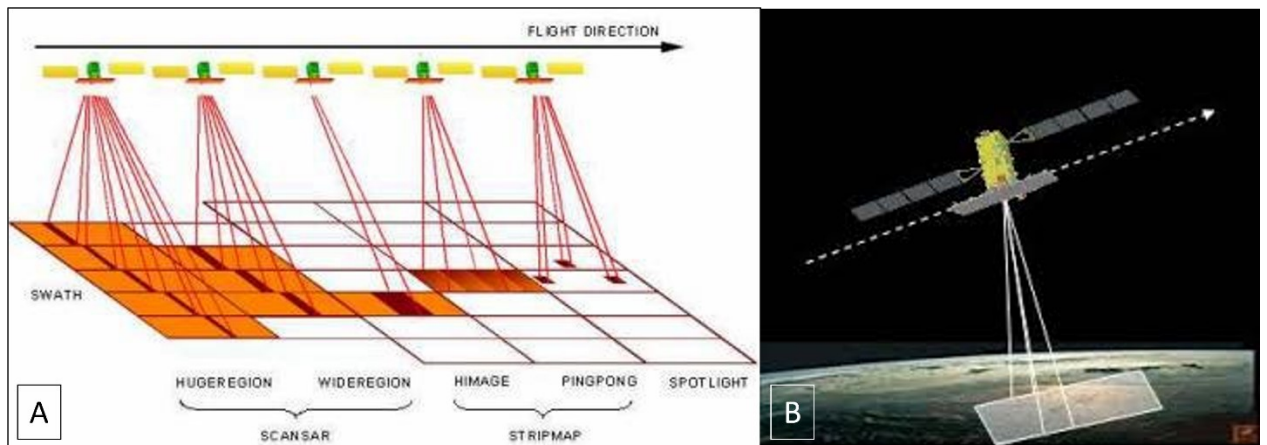 FLIGHT DIRECTION
SWATH
HUGEREGION WIDEREGION HIMAGE PINGPONG SPOTLIGHT
SCANSAR STRIPMAP
A
B